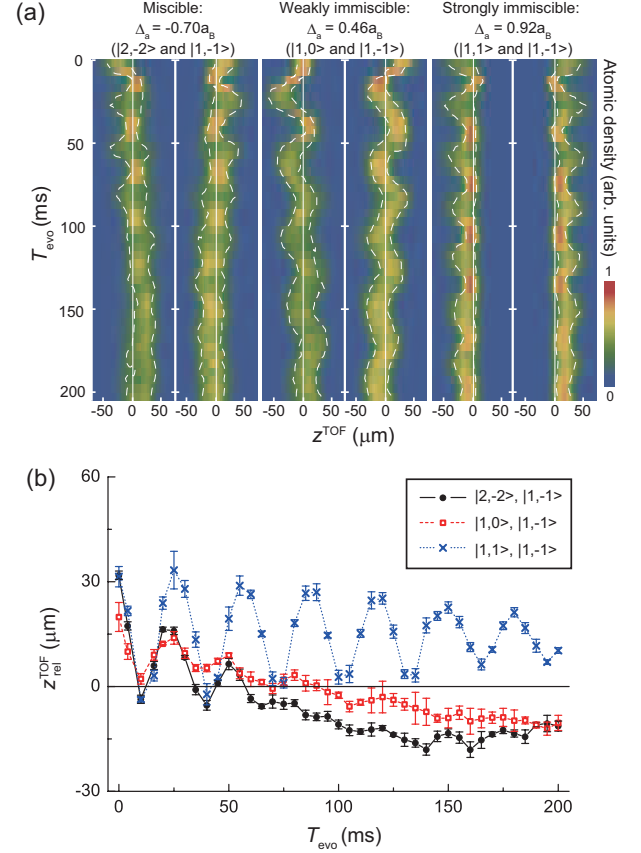 (a)
Miscible:
Δa = -0.70aB
(|2,-2> and |1,-1>)
Weakly immiscible:
Δa = 0.46aB
(|1,0> and |1,-1>)
Strongly immiscible:
Δa = 0.92aB
(|1,1> and |1,-1>)
0
50
100
150
200
Tevo (ms)
-50 0 50 -50 0 50 -50 0 50 -50 0 50 -50 0 50 -50 0 50
zTOF (μm)
Atomic density (arb. units)
1
0
(b)
60
30
0
-30
zrelTOF (μm)
|2,-2>, |1,-1>
|1,0>, |1,-1>
|1,1>, |1,-1>
0 50 100 150 200
Tevo (ms)